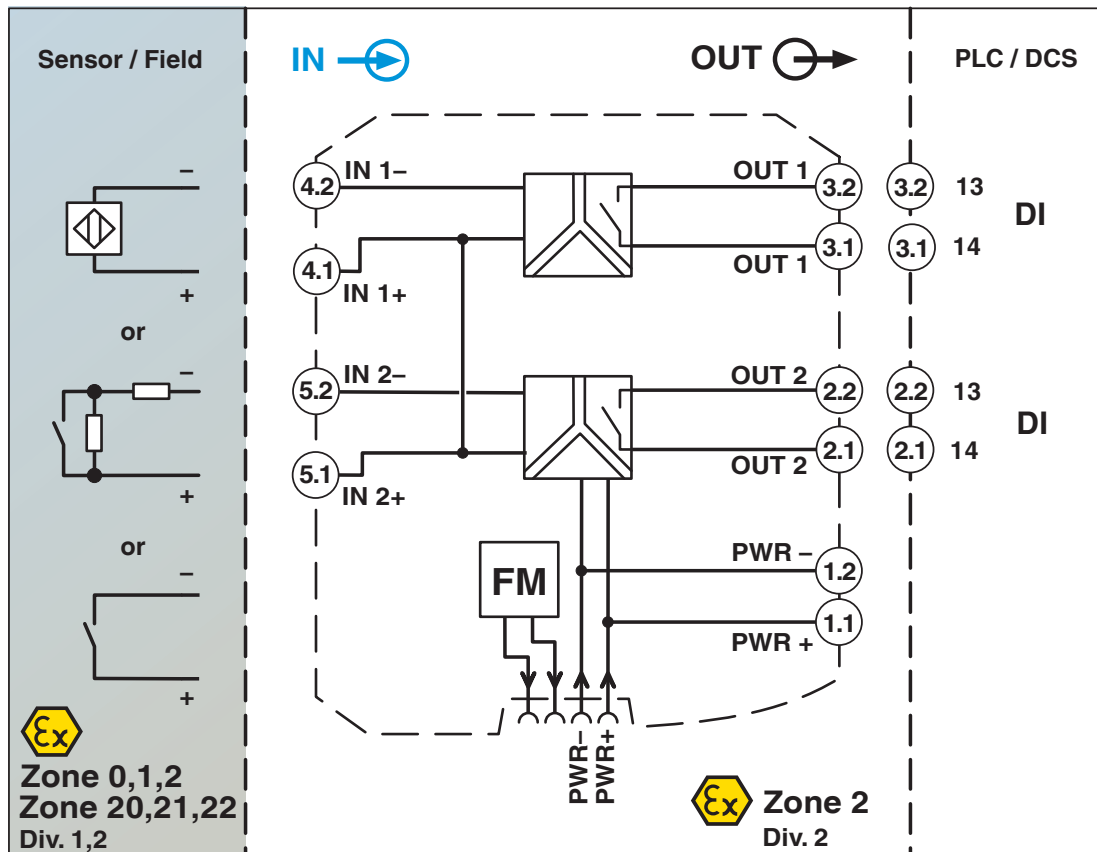 Sensor / Field
–
+
or
–
+
or
–
+
Ex
Zone 0,1,2
Zone 20,21,22
Div. 1,2
IN
OUT
4.2
IN 1–
4.1
IN 1+
5.2
IN 2–
5.1
IN 2+
OUT 1
3.2
OUT 1
3.1
OUT 2
2.2
OUT 2
2.1
FM
PWR –
1.2
PWR +
1.1
PWR–
PWR+
Ex
Zone 2
Div. 2
PLC / DCS
3.2 13
DI
3.1 14
2.2 13
DI
2.1 14